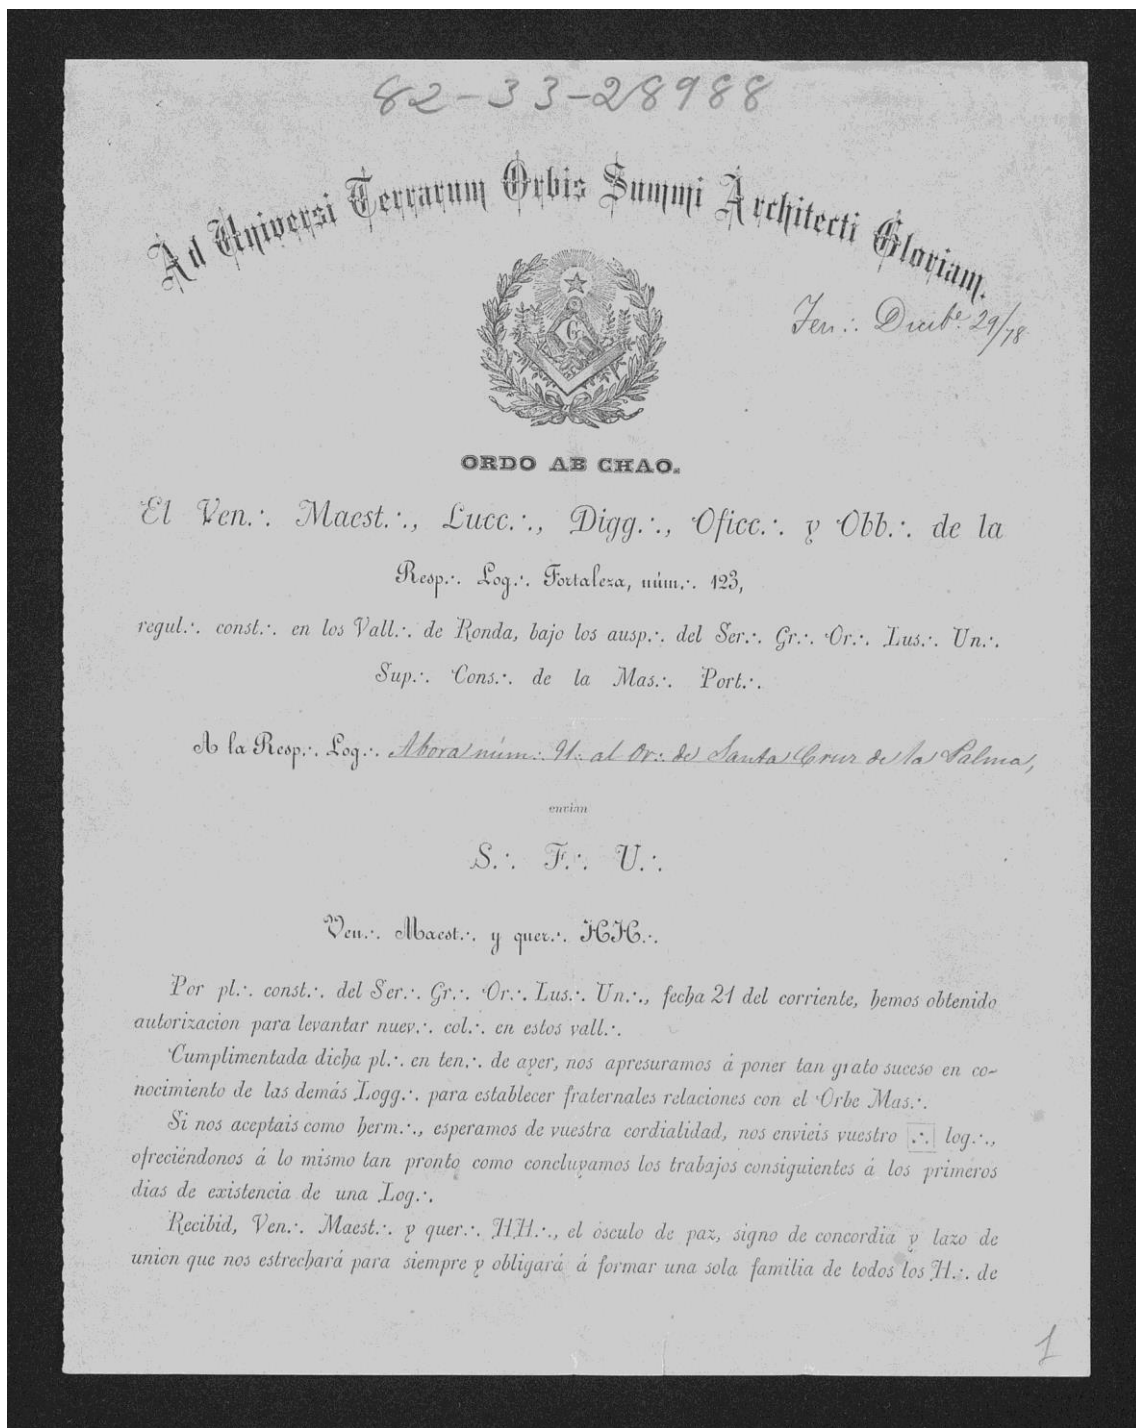 82-33-28988
Ad Universi Terrarum Orbis Summi Architecti Gloriam.
G
Ten.·. Dicbe. 29/78
ORDO AB CHAO.
El Ven.·. Maest.·., Lucc.·., Digg.·., Oficc.·. y Obb.·. de la
Resp.·. Log.·. Fortaleza, núm.·. 123,
regul.·. const.·. en los Vall.·. de Ronda, bajo los ausp.·. del Ser.·. Gr.·. Or.·. Lus.·. Un.·.
Sup.·. Cons.·. de la Mas.·. Port.·.
A la Resp.·. Log.·. Abora núm.·. 91.. al Or.·. de Santa Cruz de la Palma,
envian
S.·. F.·. U.·.
Ven.·. Maest.·. y quer.·. HH.·.
Por pl.·. const.·. del Ser.·. Gr.·. Or.·. Lus.·. Un.·., fecha 21 del corriente, hemos obtenido
autorizacion para levantar nuev.·. col.·. en estos vall.·.
Cumplimentada dicha pl.·. en ten.·. de ayer, nos apresuramos á poner tan grato suceso en co-
nocimiento de las demás Logg.·. para establecer fraternales relaciones con el Orbe Mas.·.
Si nos aceptais como herm.·., esperamos de vuestra cordialidad, nos envieis vuestro .·. log.·.,
ofreciéndonos á lo mismo tan pronto como concluyamos los trabajos consiguientes á los primeros
dias de existencia de una Log.·.
Recibid, Ven.·. Maest.·. y quer.·. HH.·., el ósculo de paz, signo de concordia y lazo de
union que nos estrechará para siempre y obligará á formar una sola familia de todos los H.·. de
1